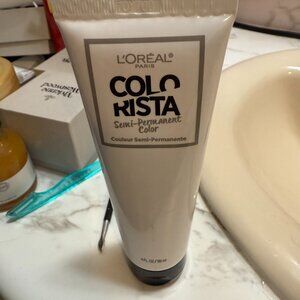 L'ORÉAL®
PARIS
COLO
RISTA
Semi-Permanent
Color
Couleur Semi-Permanente